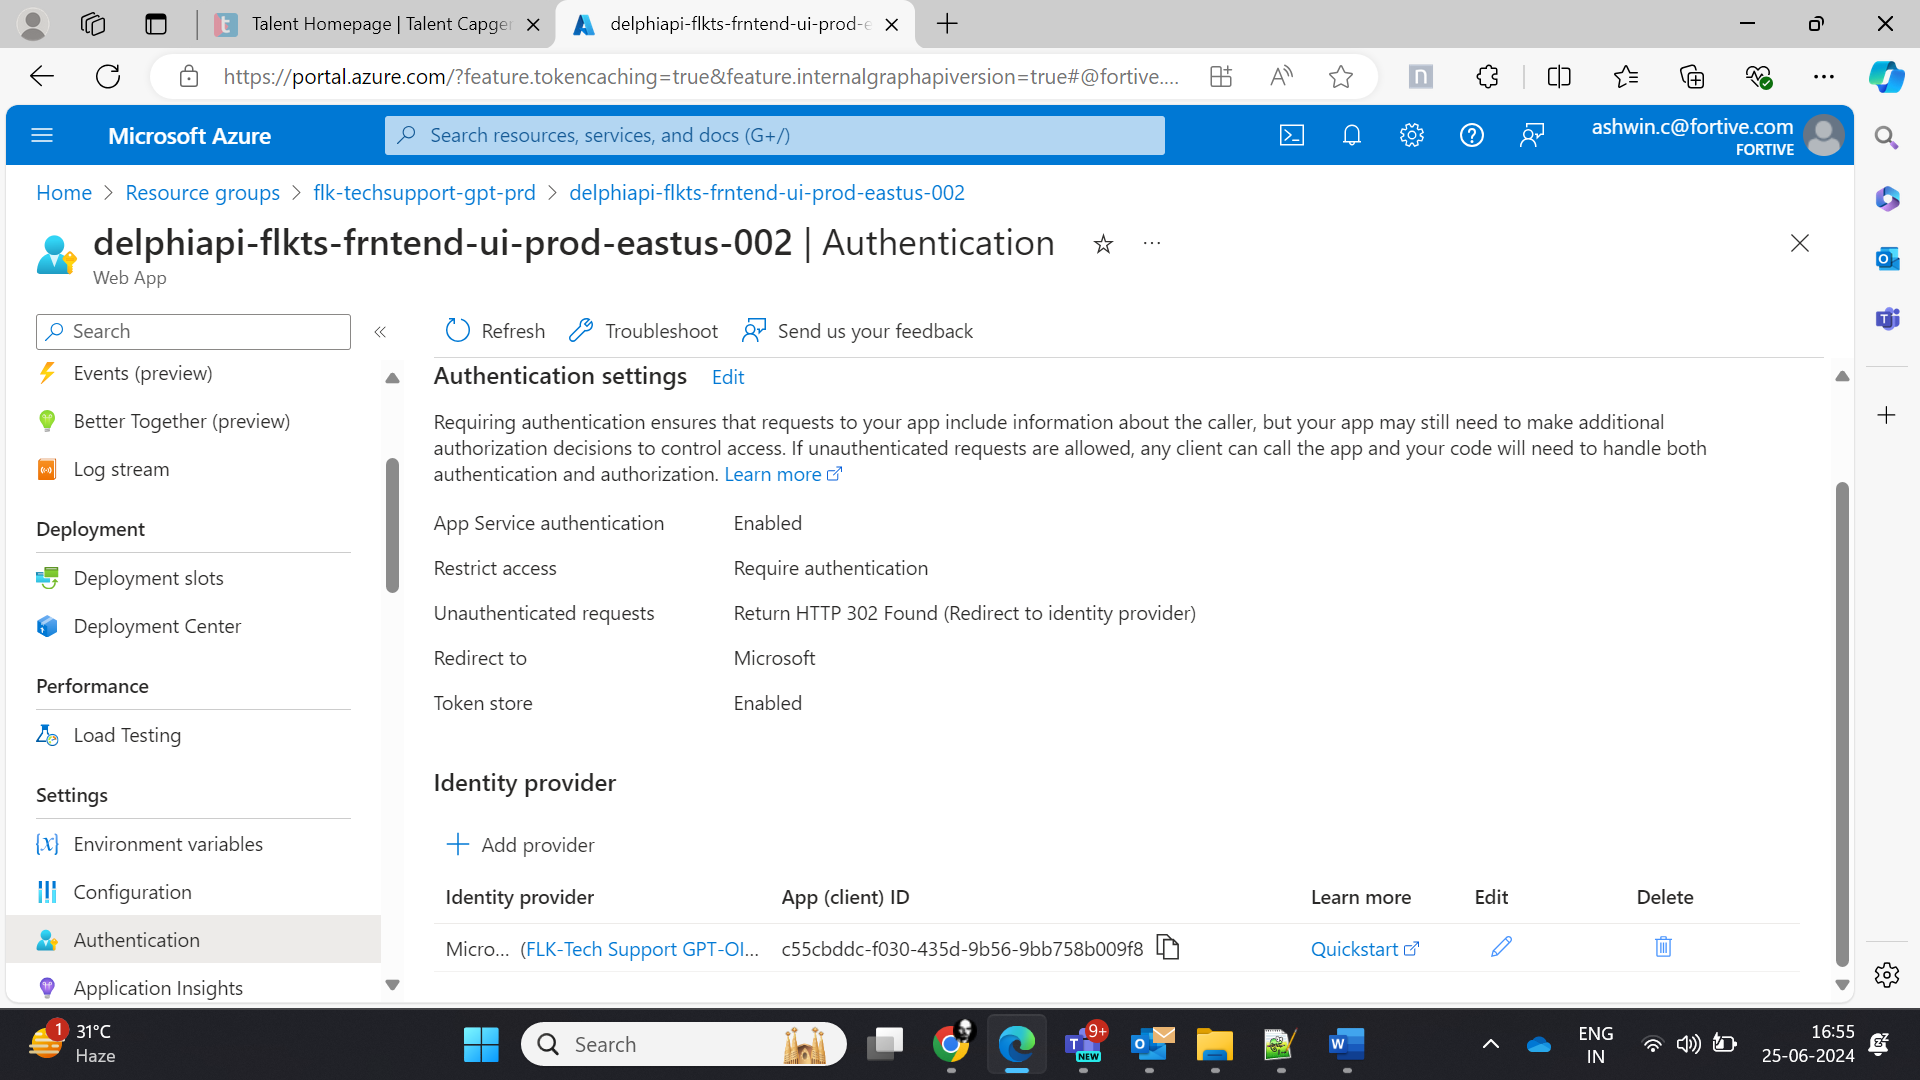 Talent Homepage | Talent Capger
delphiapi-flkts-frntend-ui-prod-e
https://portal.azure.com/?feature.tokencaching=true&feature.internalgraphapiversion=true#@fortive....
Microsoft Azure
Search resources, services, and docs (G+/)
ashwin.c@fortive.com
FORTIVE
Home > Resource groups > flk-techsupport-gpt-prd > delphiapi-flkts-frntend-ui-prod-eastus-002
delphiapi-flkts-frntend-ui-prod-eastus-002 | Authentication
Web App
Search
Refresh
Troubleshoot
Send us your feedback
Events (preview)
Better Together (preview)
Log stream
Deployment
Deployment slots
Deployment Center
Performance
Load Testing
Settings
Environment variables
Configuration
Authentication
Application Insights
Authentication settings Edit
Requiring authentication ensures that requests to your app include information about the caller, but your app may still need to make additional
authorization decisions to control access. If unauthenticated requests are allowed, any client can call the app and your code will need to handle both
authentication and authorization. Learn more
App Service authentication Enabled
Restrict access Require authentication
Unauthenticated requests Return HTTP 302 Found (Redirect to identity provider)
Redirect to Microsoft
Token store Enabled
Identity provider
Add provider
Identity provider App (client) ID Learn more Edit Delete
Micro... (FLK-Tech Support GPT-OI... c55cbddc-f030-435d-9b56-9bb758b009f8 Quickstart
1
31°C
Haze
Search
9+
NEW
ENG
IN
16:55
25-06-2024